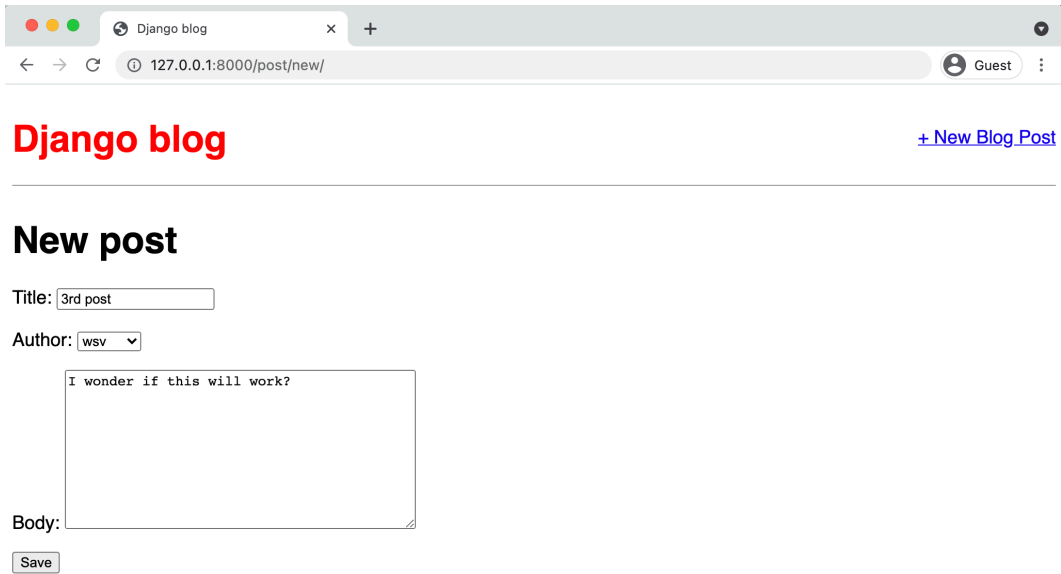 Django blog
127.0.0.1:8000/post/new/
Guest
Django blog
+ New Blog Post
New post
Title: 3rd post
Author: wsv
I wonder if this will work?
Body:
Save